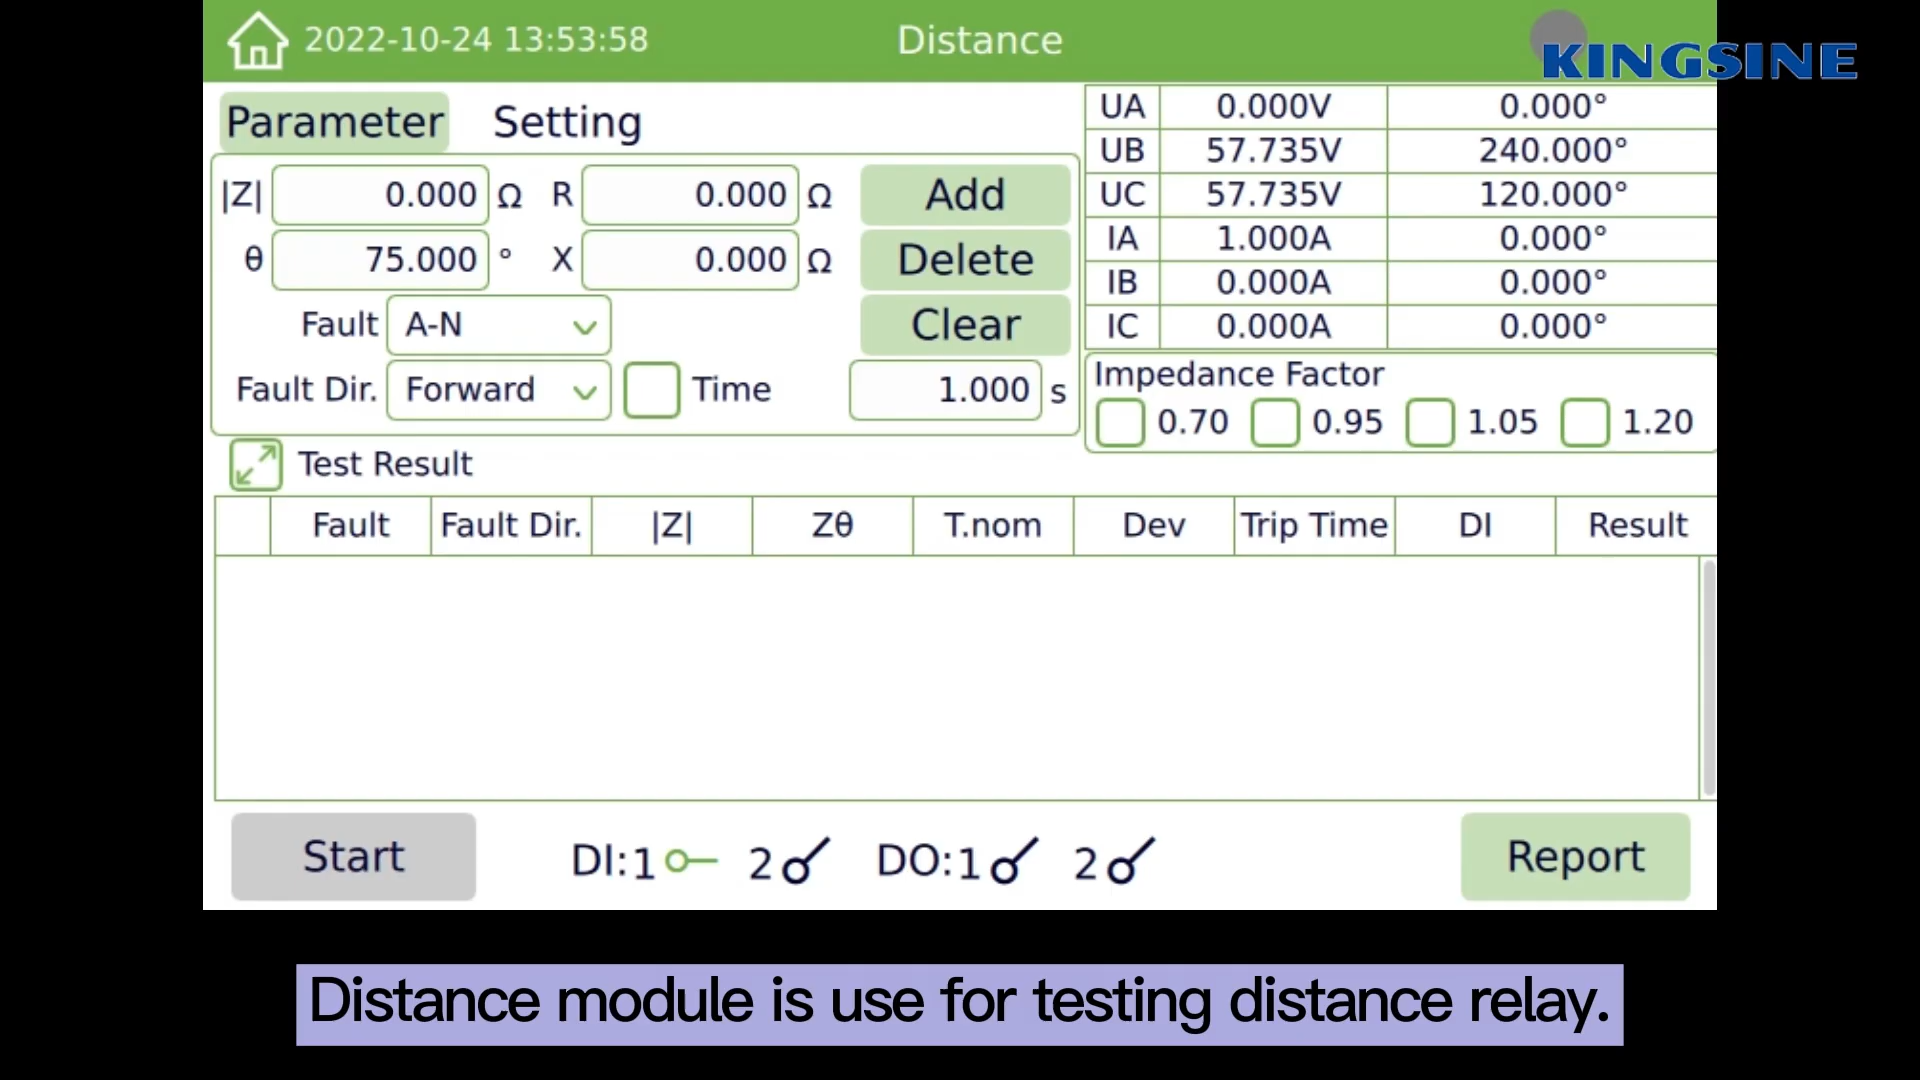 2022-10-24 13:53:58 Distance
KINGSINE
Parameter Setting
|Z| 0.000 Ω R 0.000 Ω Add
θ 75.000 ° X 0.000 Ω Delete
Fault A-N Clear
Fault Dir. Forward Time 1.000 s
UA 0.000V 0.000°
UB 57.735V 240.000°
UC 57.735V 120.000°
IA 1.000A 0.000°
IB 0.000A 0.000°
IC 0.000A 0.000°
Impedance Factor
0.70 0.95 1.05 1.20
Test Result
Fault Fault Dir. |Z| Zθ T.nom Dev Trip Time DI Result
Start DI:1 2 DO:1 2 Report
Distance module is use for testing distance relay.